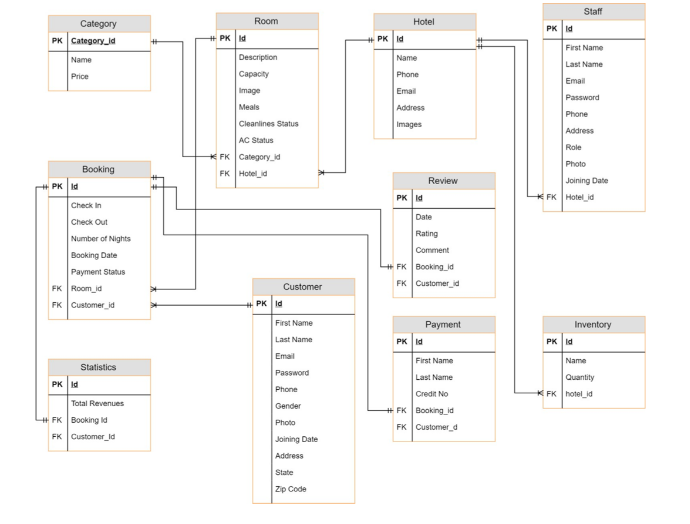 Category
PK Category_id
Name
Price
Room
PK Id
Description
Capacity
Image
Meals
Cleanlines Status
AC Status
FK Category_id
FK Hotel_id
Hotel
PK Id
Name
Phone
Email
Address
Images
Staff
PK Id
First Name
Last Name
Email
Password
Phone
Address
Role
Photo
Joining Date
FK Hotel_id
Booking
PK Id
Check In
Check Out
Number of Nights
Booking Date
Payment Status
FK Room_id
FK Customer_id
Review
PK Id
Date
Rating
Comment
FK Booking_id
FK Customer_id
Customer
PK Id
First Name
Last Name
Email
Password
Phone
Gender
Photo
Joining Date
Address
State
Zip Code
Payment
PK Id
First Name
Last Name
Credit No
FK Booking_id
FK Customer_d
Inventory
PK Id
Name
Quantity
FK hotel_id
Statistics
PK Id
Total Revenues
FK Booking Id
FK Customer_Id